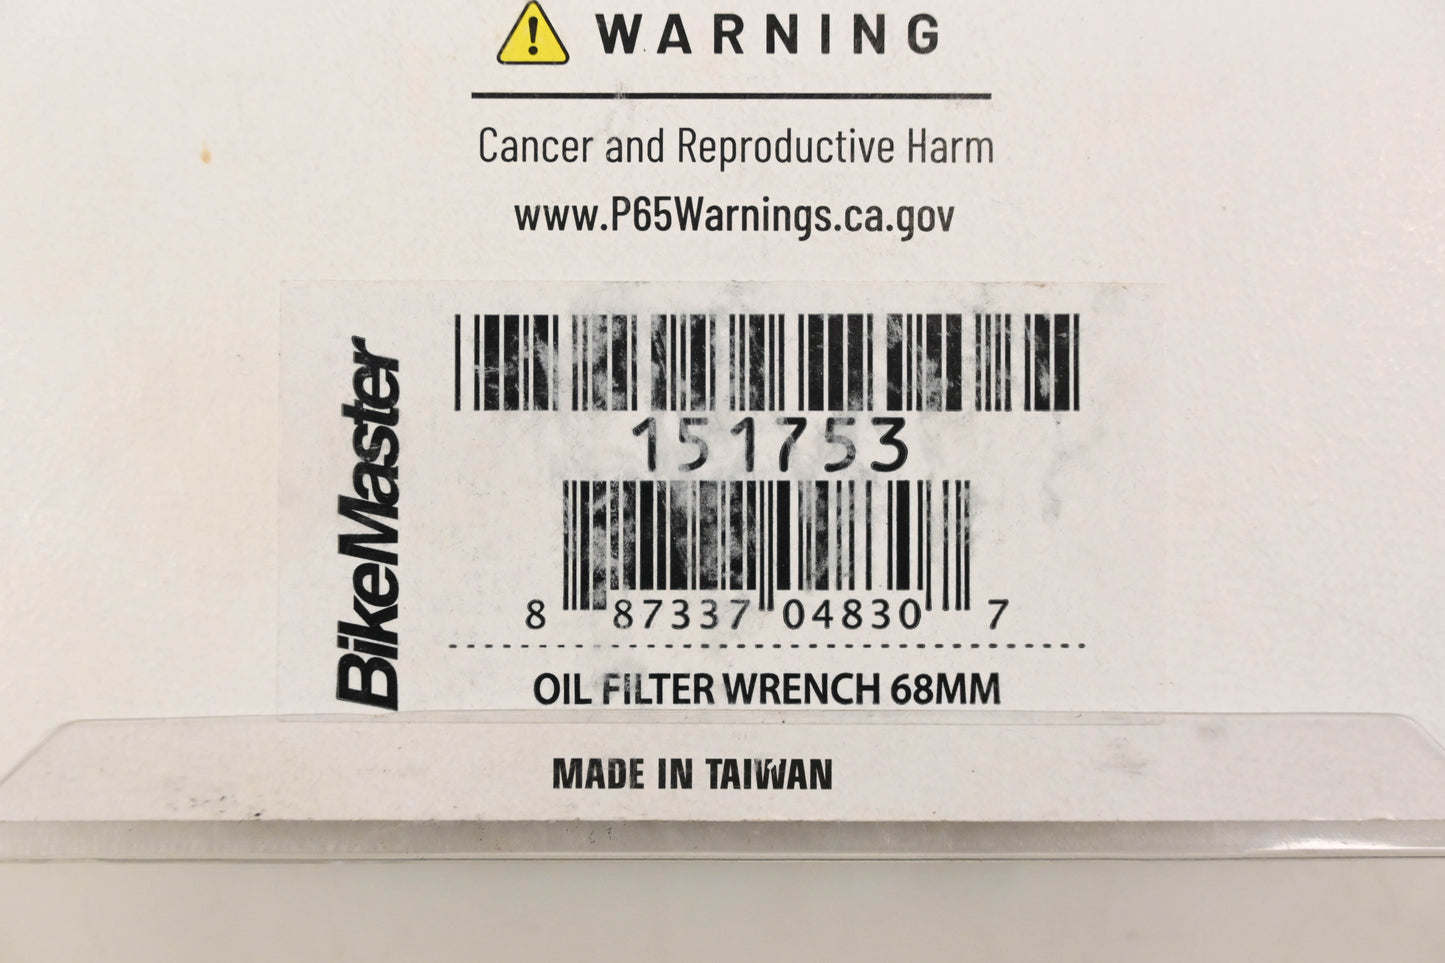 WARNING
Cancer and Reproductive Harm
www.P65Warnings.ca.gov
BikeMaster
151753
8 87337 04830 7
OIL FILTER WRENCH 68MM
MADE IN TAIWAN